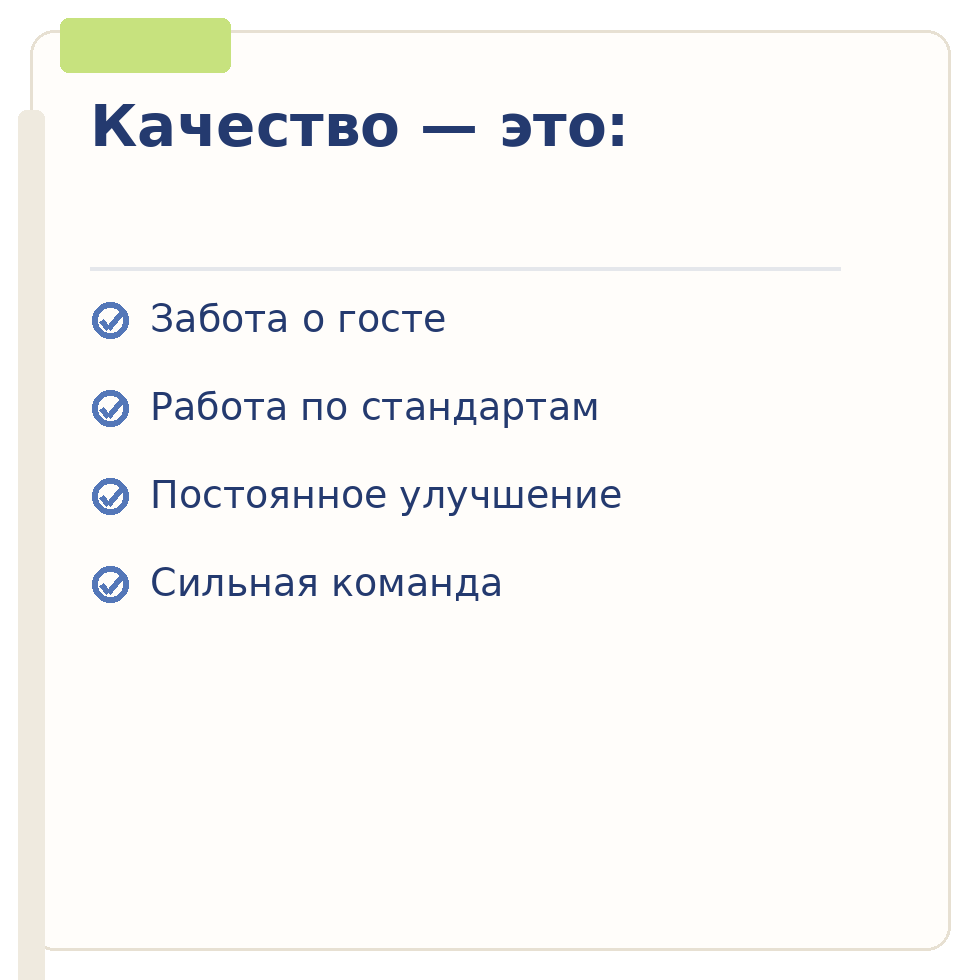 Качество — это:
Забота о госте
Работа по стандартам
Постоянное улучшение
Сильная команда